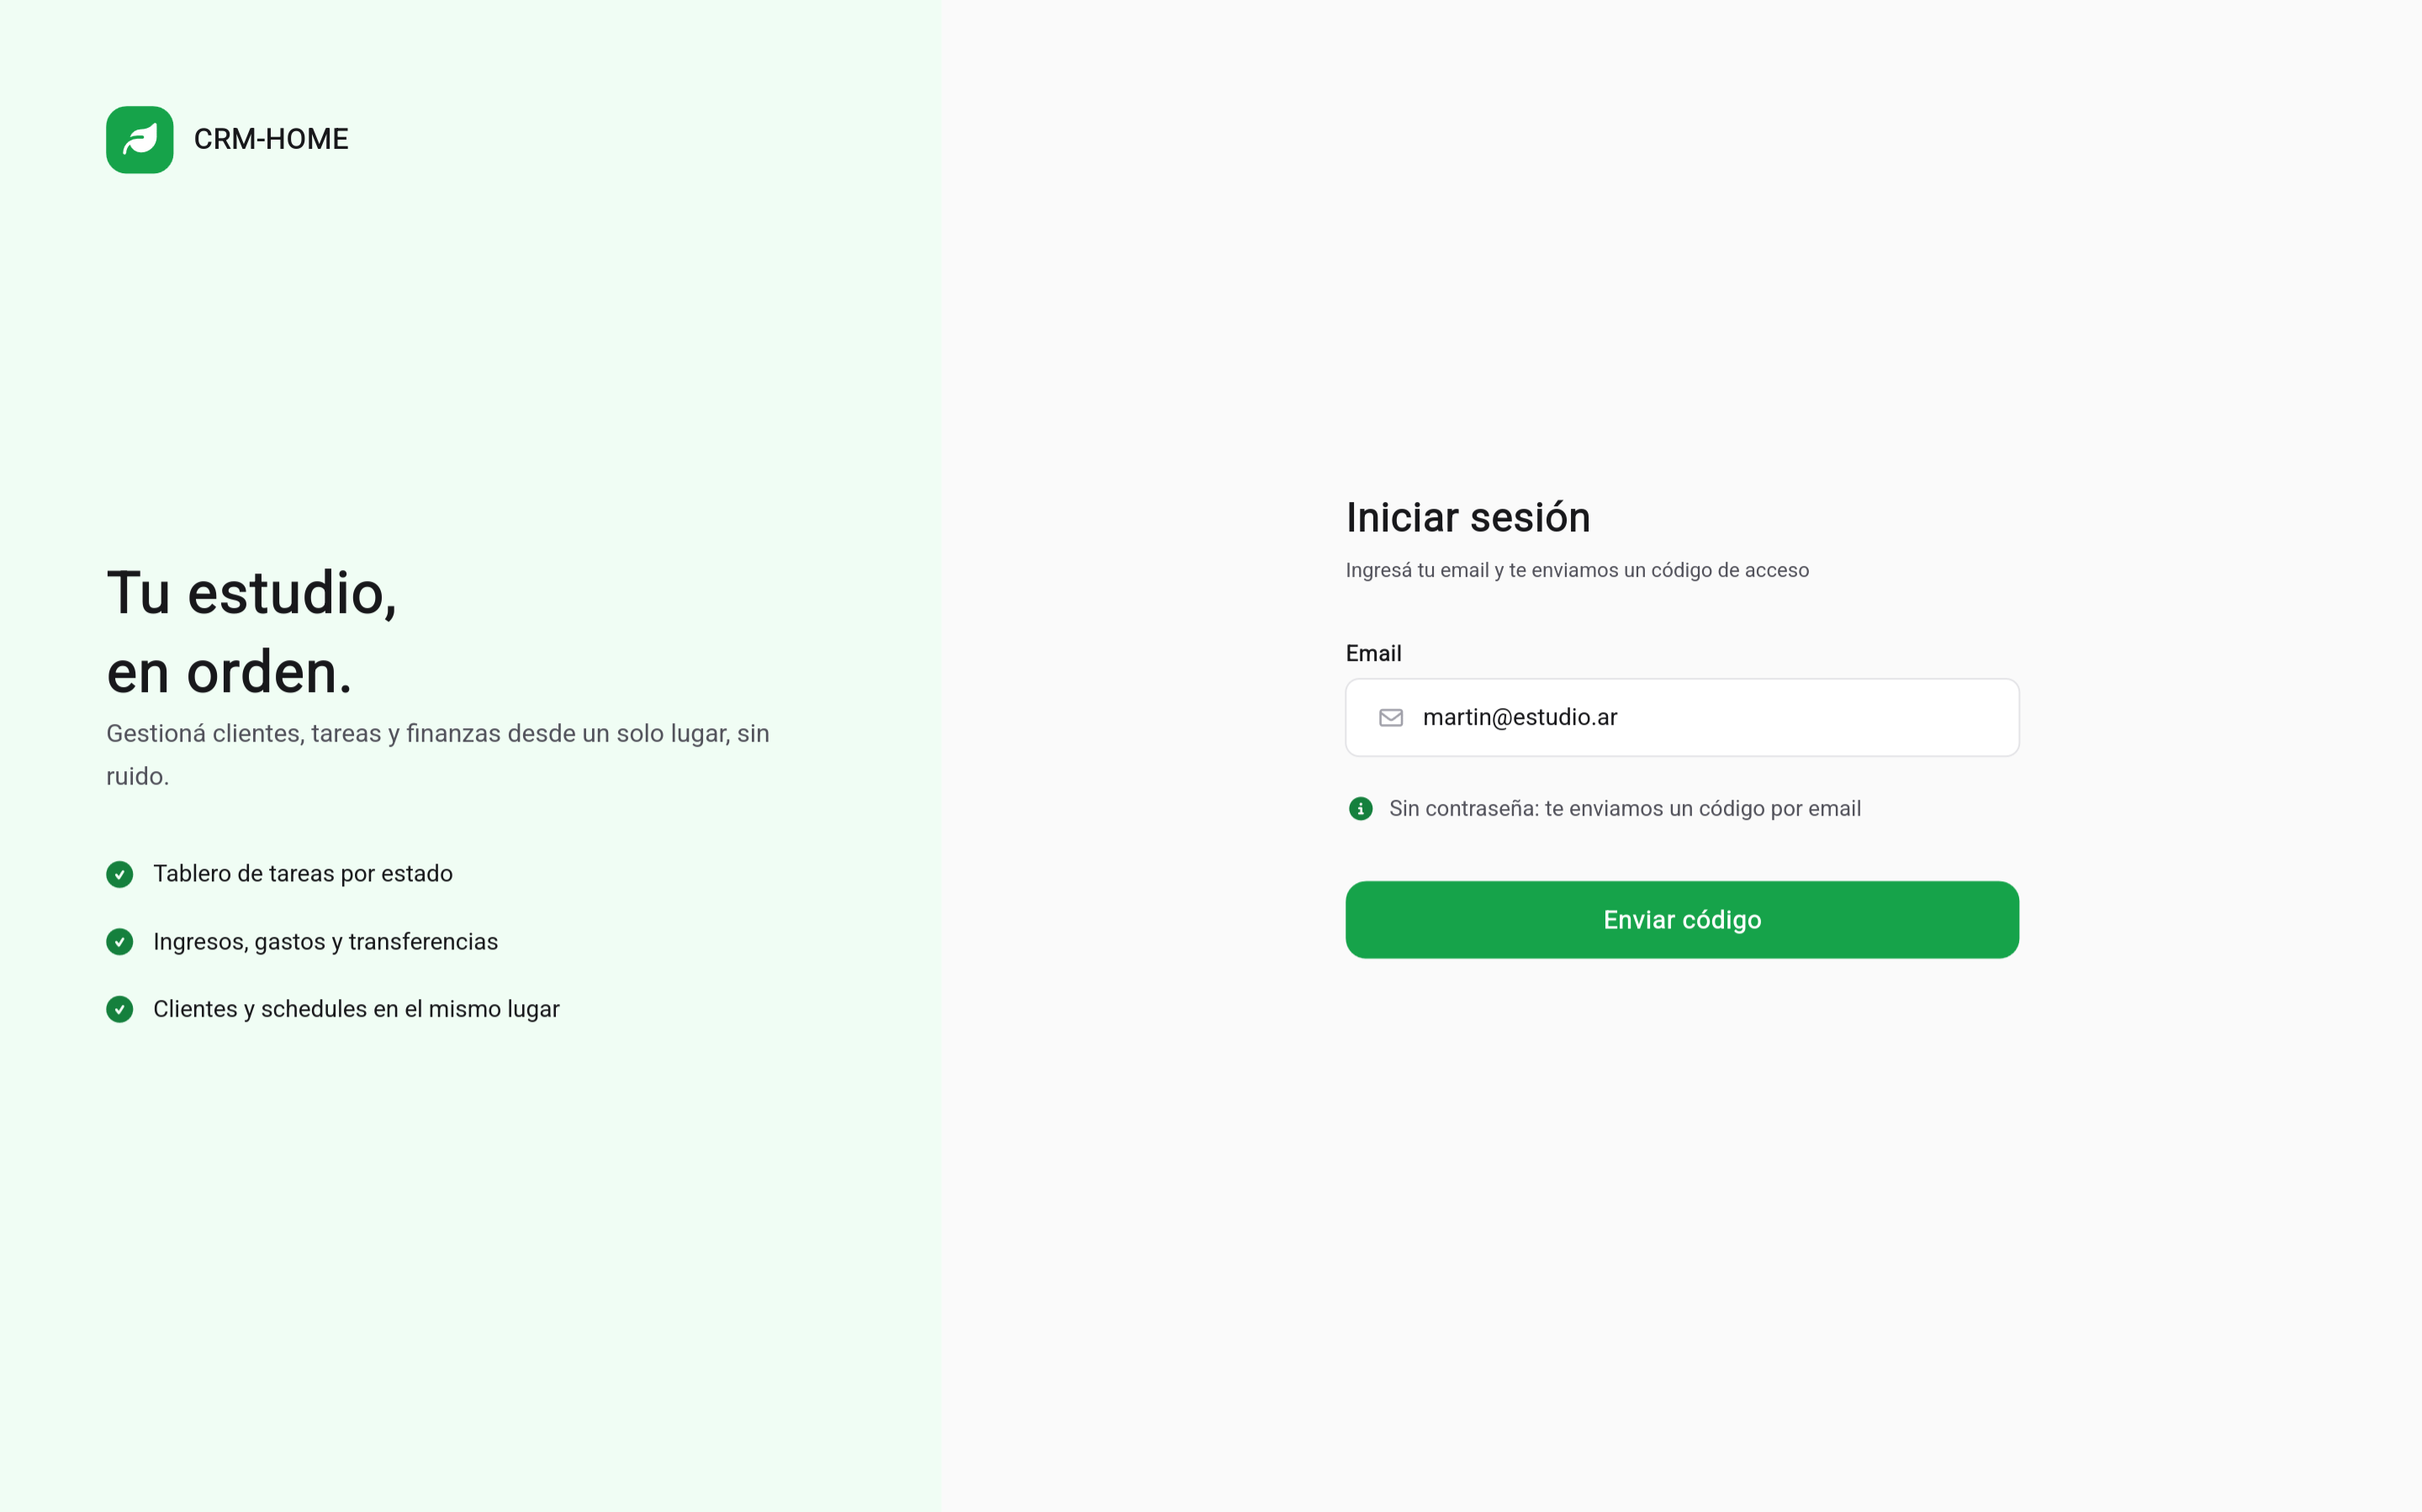 CRM-HOME
Tu estudio,
en orden.
Gestioná clientes, tareas y finanzas desde un solo lugar, sin
ruido.
Tablero de tareas por estado
Ingresos, gastos y transferencias
Clientes y schedules en el mismo lugar
Iniciar sesión
Ingresá tu email y te enviamos un código de acceso
Email
martin@estudio.ar
Sin contraseña: te enviamos un código por email
Enviar código